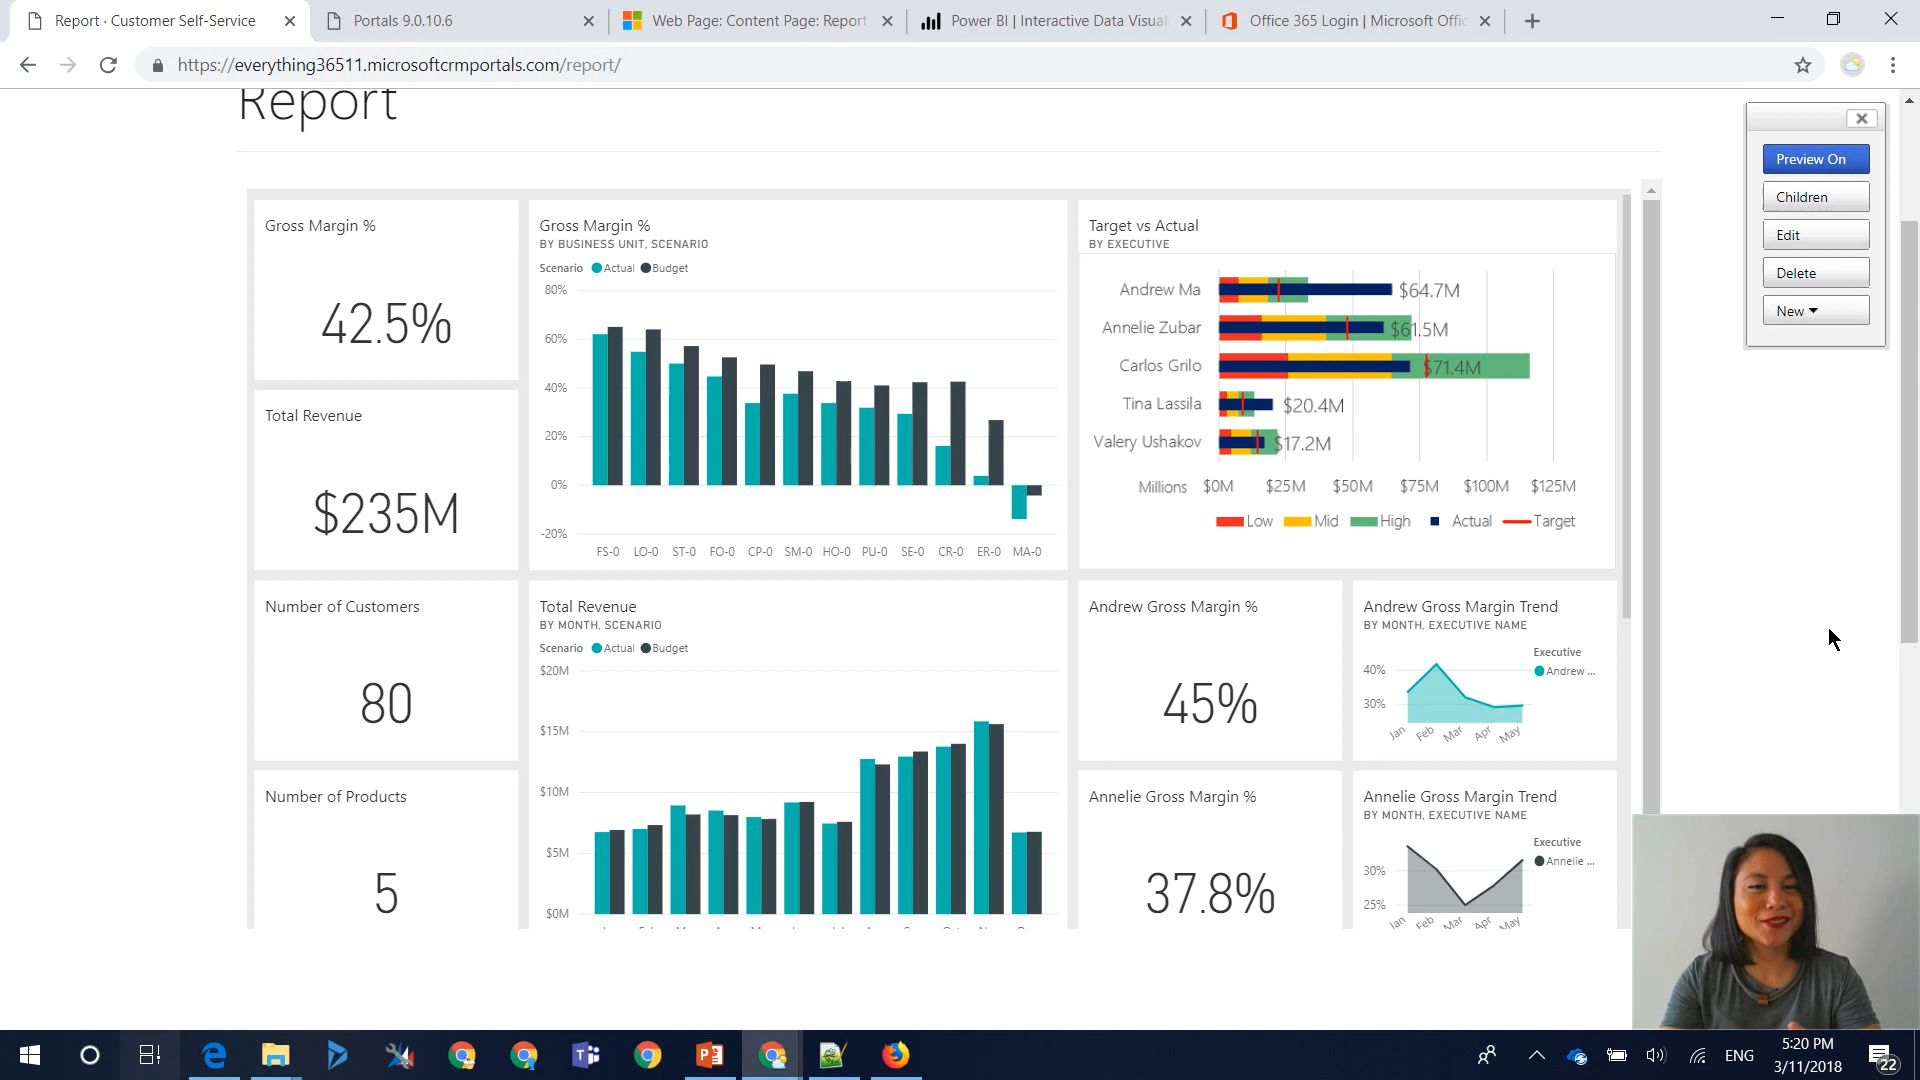 Report · Customer Self-Service
Portals 9.0.10.6
Web Page: Content Page: Report
Power BI | Interactive Data Visual
Office 365 Login | Microsoft Offic
https://everything36511.microsoftcrmportals.com/report/
Report
Preview On
Children
Edit
Delete
New
Gross Margin %
42.5%
Total Revenue
$235M
Number of Customers
80
Number of Products
5
Gross Margin %
BY BUSINESS UNIT, SCENARIO
Scenario Actual Budget
80%
60%
40%
20%
0%
-20%
FS-0 LO-0 ST-0 FO-0 CP-0 SM-0 HO-0 PU-0 SE-0 CR-0 ER-0 MA-0
Total Revenue
BY MONTH, SCENARIO
Scenario Actual Budget
$20M
$15M
$10M
$5M
$0M
Target vs Actual
BY EXECUTIVE
Andrew Ma $64.7M
Annelie Zubar $61.5M
Carlos Grilo $71.4M
Tina Lassila $20.4M
Valery Ushakov $17.2M
Millions $0M $25M $50M $75M $100M $125M
Low Mid High Actual Target
Andrew Gross Margin %
45%
Andrew Gross Margin Trend
BY MONTH, EXECUTIVE NAME
Executive
Andrew ...
40%
30%
Jan Feb Mar Apr May
Annelie Gross Margin %
37.8%
Annelie Gross Margin Trend
BY MONTH, EXECUTIVE NAME
Executive
Annelie ...
30%
25%
Jan Feb Mar Apr May
ENG
5:20 PM
3/11/2018
22